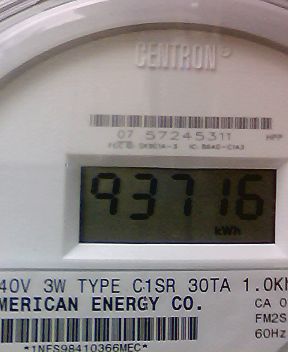 CENTRON®
07 57245311
HPP
93716
kWh
40V 3W TYPE C1SR 30TA 1.0K
MERICAN ENERGY CO.
CA 0
FM2S
60Hz
*1NFS98410366MEC*